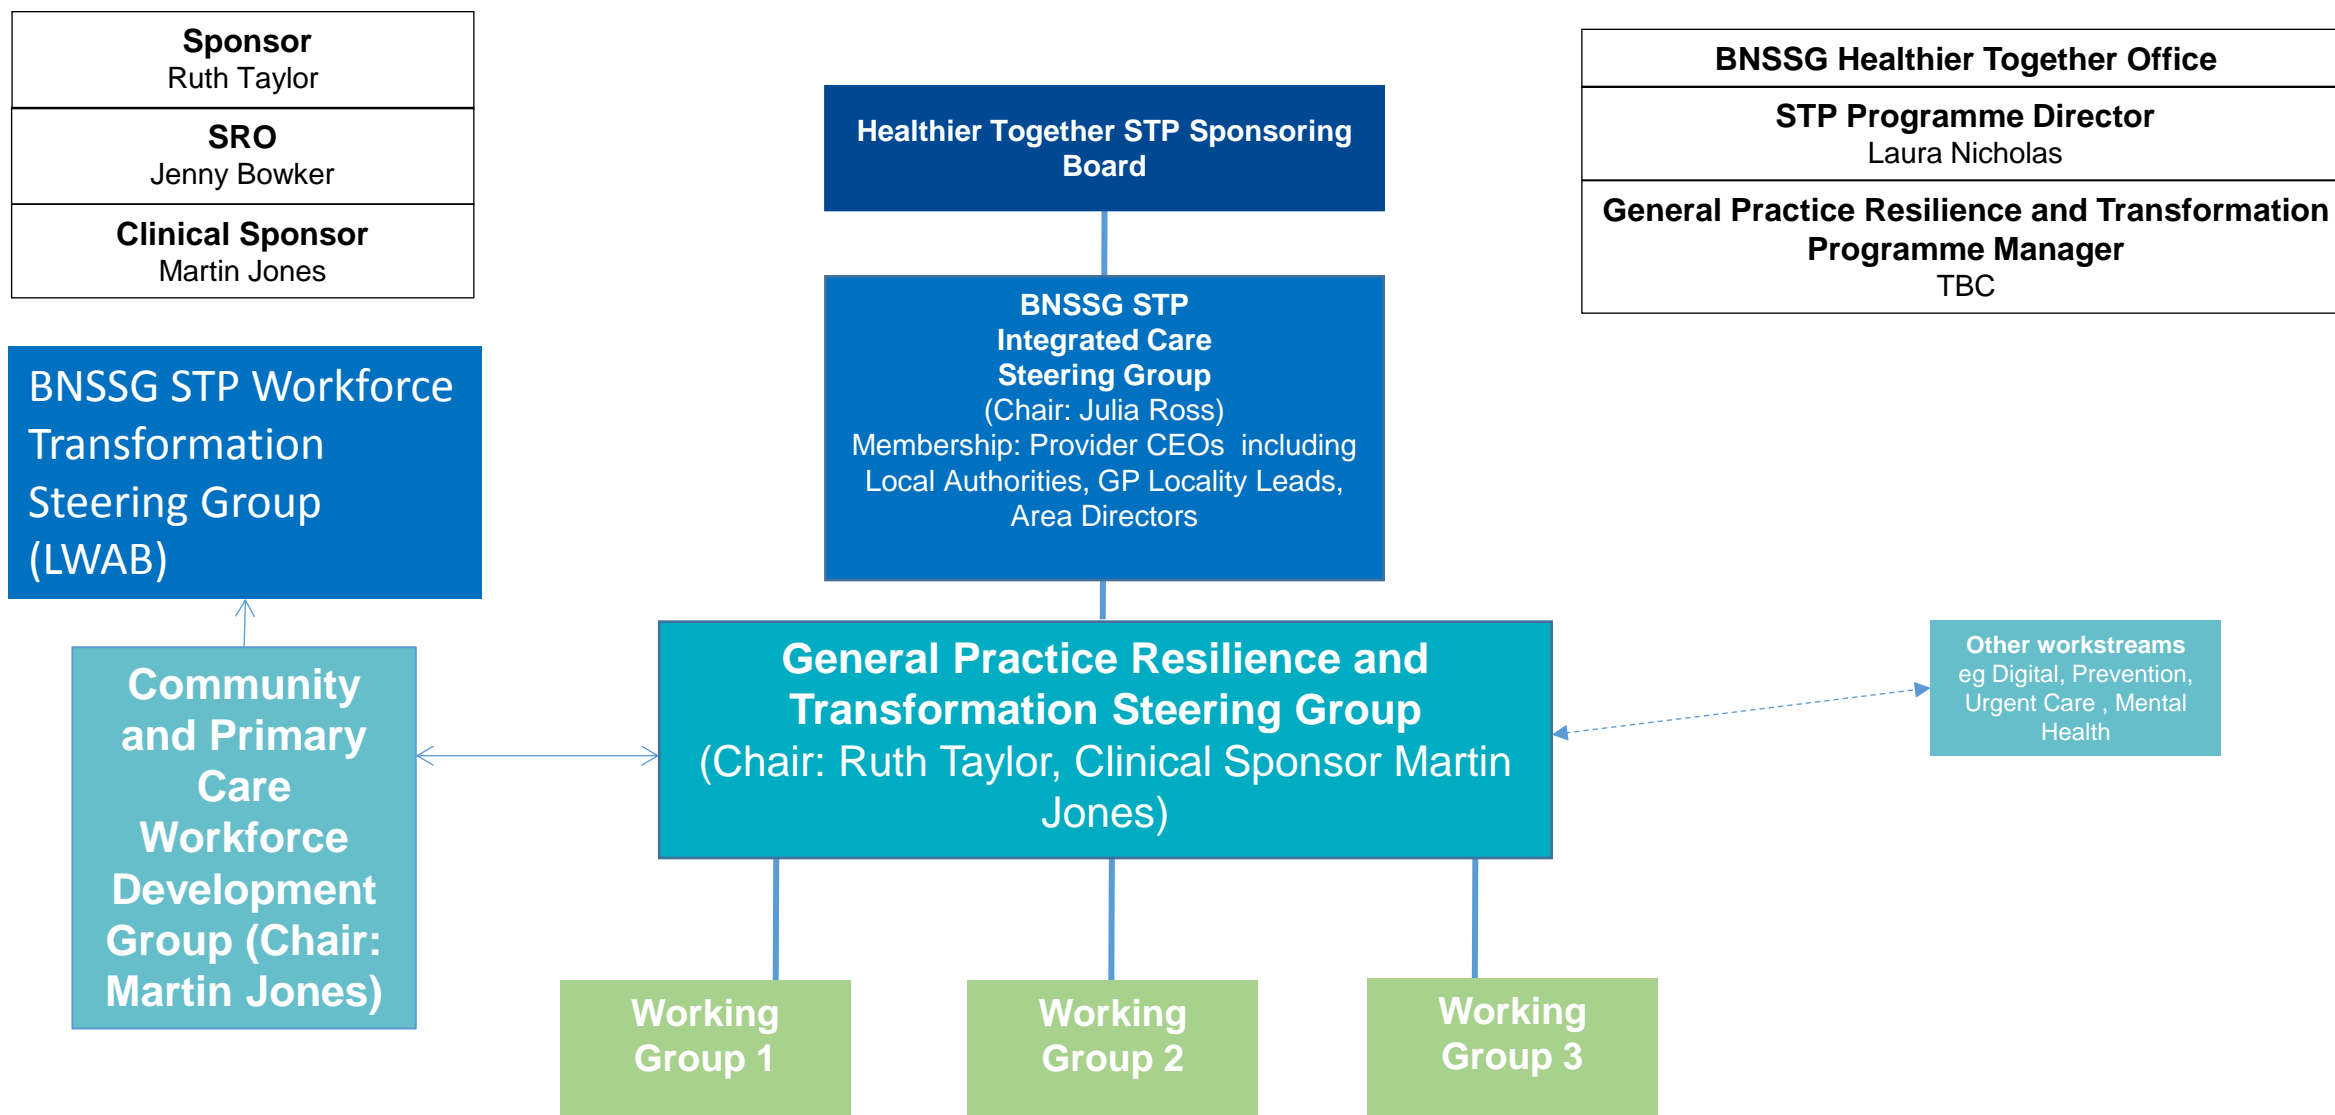 Sponsor
Ruth Taylor
SRO
Jenny Bowker
Clinical Sponsor
Martin Jones
Healthier Together STP Sponsoring
Board
BNSSG Healthier Together Office
STP Programme Director
Laura Nicholas
General Practice Resilience and Transformation
Programme Manager
TBC
BNSSG STP
Integrated Care
Steering Group
(Chair: Julia Ross)
Membership: Provider CEOs  including
Local Authorities, GP Locality Leads,
Area Directors
BNSSG STP Workforce
Transformation
Steering Group
(LWAB)
Community
and Primary
Care
Workforce
Development
Group (Chair:
Martin Jones)
General Practice Resilience and
Transformation Steering Group
(Chair: Ruth Taylor, Clinical Sponsor Martin
Jones)
Other workstreams
eg Digital, Prevention,
Urgent Care , Mental
Health
Working
Group 1
Working
Group 2
Working
Group 3